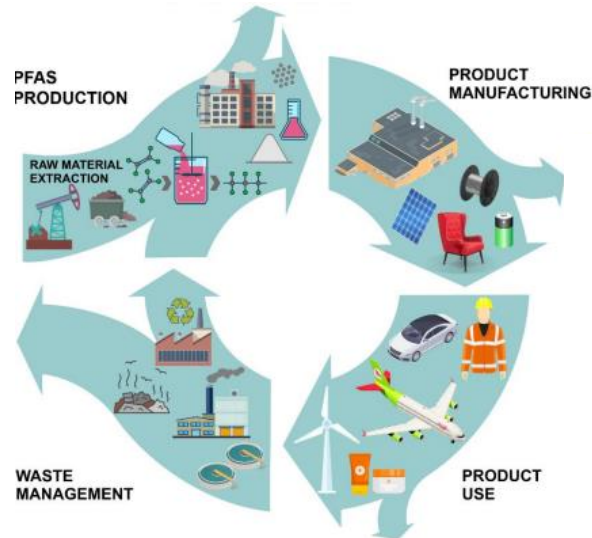 PFAS
PRODUCTION
RAW MATERIAL
EXTRACTION
PRODUCT
MANUFACTURING
WASTE
MANAGEMENT
PRODUCT
USE